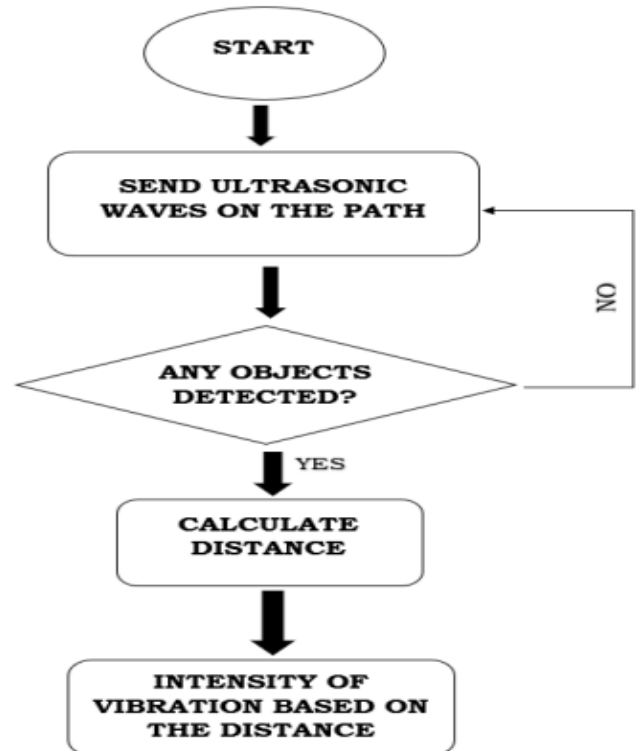 START
SEND ULTRASONIC
WAVES ON THE PATH
NO
ANY OBJECTS
DETECTED?
YES
CALCULATE
DISTANCE
INTENSITY OF
VIBRATION BASED ON
THE DISTANCE